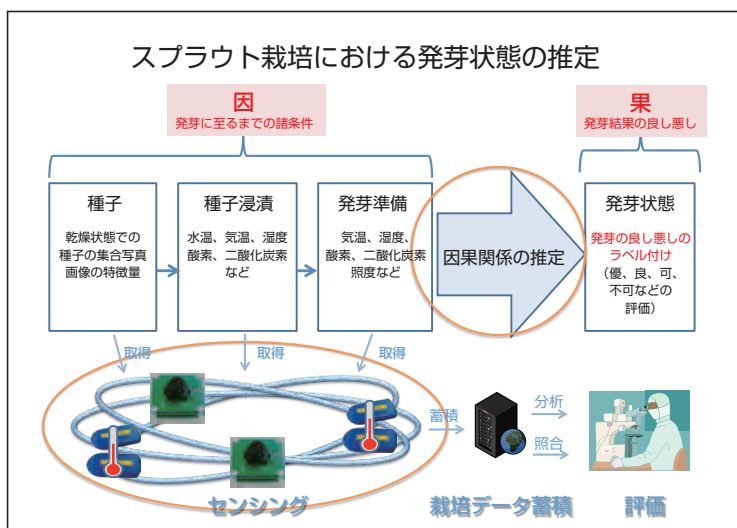 スプラウト栽培における発芽状態の推定
因
発芽に至るまでの諸条件
果
発芽結果の良し悪し
種子
乾燥状態での
種子の集合写真
画像の特徴量
種子浸漬
水温、気温、湿度
酸素、二酸化炭素
など
発芽準備
気温、湿度、
酸素、二酸化炭素
照度など
因果関係の推定
発芽状態
発芽の良し悪しの
ラベル付け
（優、良、可、
不可などの
評価）
取得
取得
取得
蓄積
分析
照合
センシング
栽培データ蓄積
評価